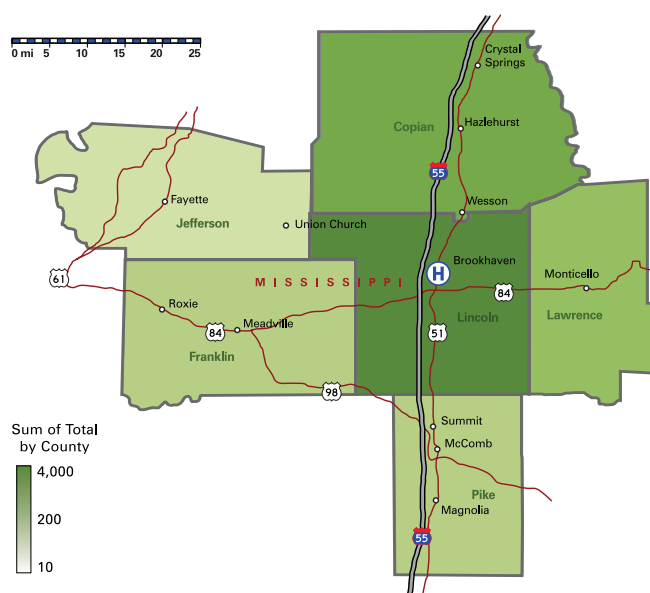 0 mi 5 10 15 20 25
Crystal
Springs
Copian
Hazlehurst
55
Wesson
Fayette
Jefferson
Union Church
61
MISSISSIPPI
H
Brookhaven
Monticello
84
Roxie
Lincoln
Lawrence
84
Meadville
51
Franklin
98
Summit
McComb
Pike
Magnolia
55
Sum of Total
by County
4,000
200
10